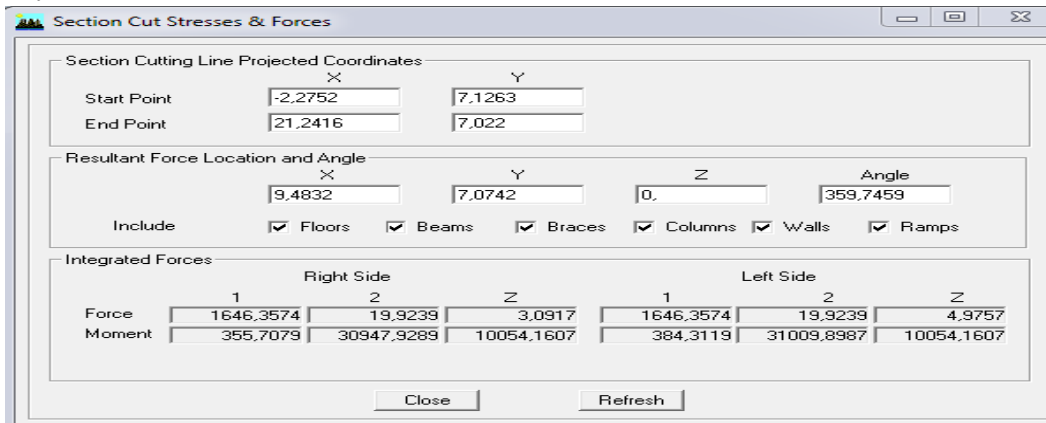 Section Cut Stresses & Forces
Section Cutting Line Projected Coordinates
X Y
Start Point -2,2752 7,1263
End Point 21,2416 7,022
Resultant Force Location and Angle
X Y Z Angle
9,4832 7,0742 0, 359,7459
Include Floors Beams Braces Columns Walls Ramps
Integrated Forces
Right Side Left Side
1 2 Z 1 2 Z
Force 1646,3574 19,9239 3,0917 1646,3574 19,9239 4,9757
Moment 355,7079 30947,9289 10054,1607 384,3119 31009,8987 10054,1607
Close Refresh